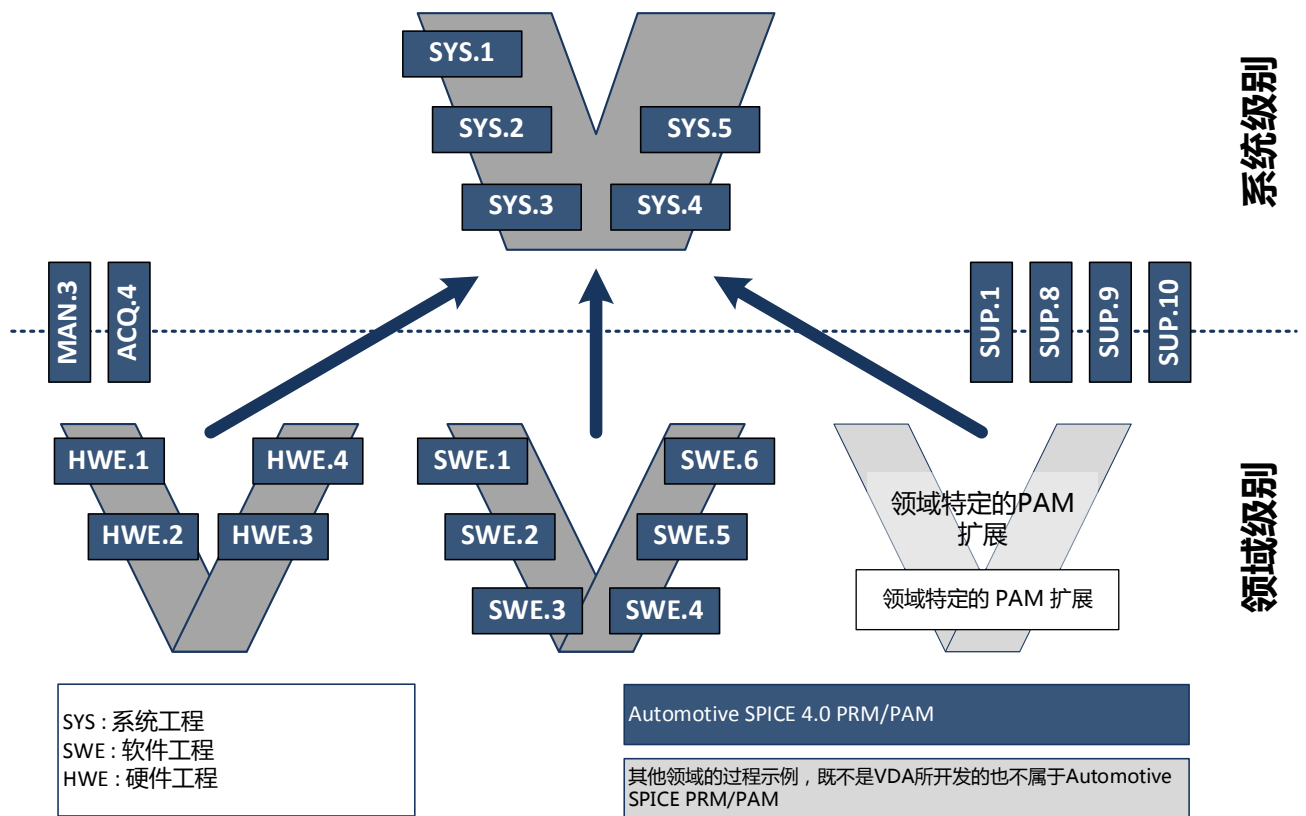 SYS.1
SYS.2
SYS.5
SYS.3
SYS.4
系统级别
MAN.3
ACQ.4
SUP.1
SUP.8
SUP.9
SUP.10
HWE.1
HWE.4
HWE.2
HWE.3
SWE.1
SWE.6
SWE.2
SWE.5
SWE.3
SWE.4
领域特定的PAM
扩展
领域特定的 PAM 扩展
领域级别
SYS : 系统工程
SWE : 软件工程
HWE : 硬件工程
Automotive SPICE 4.0 PRM/PAM
其他领域的过程示例，既不是VDA所开发的也不属于Automotive
SPICE PRM/PAM